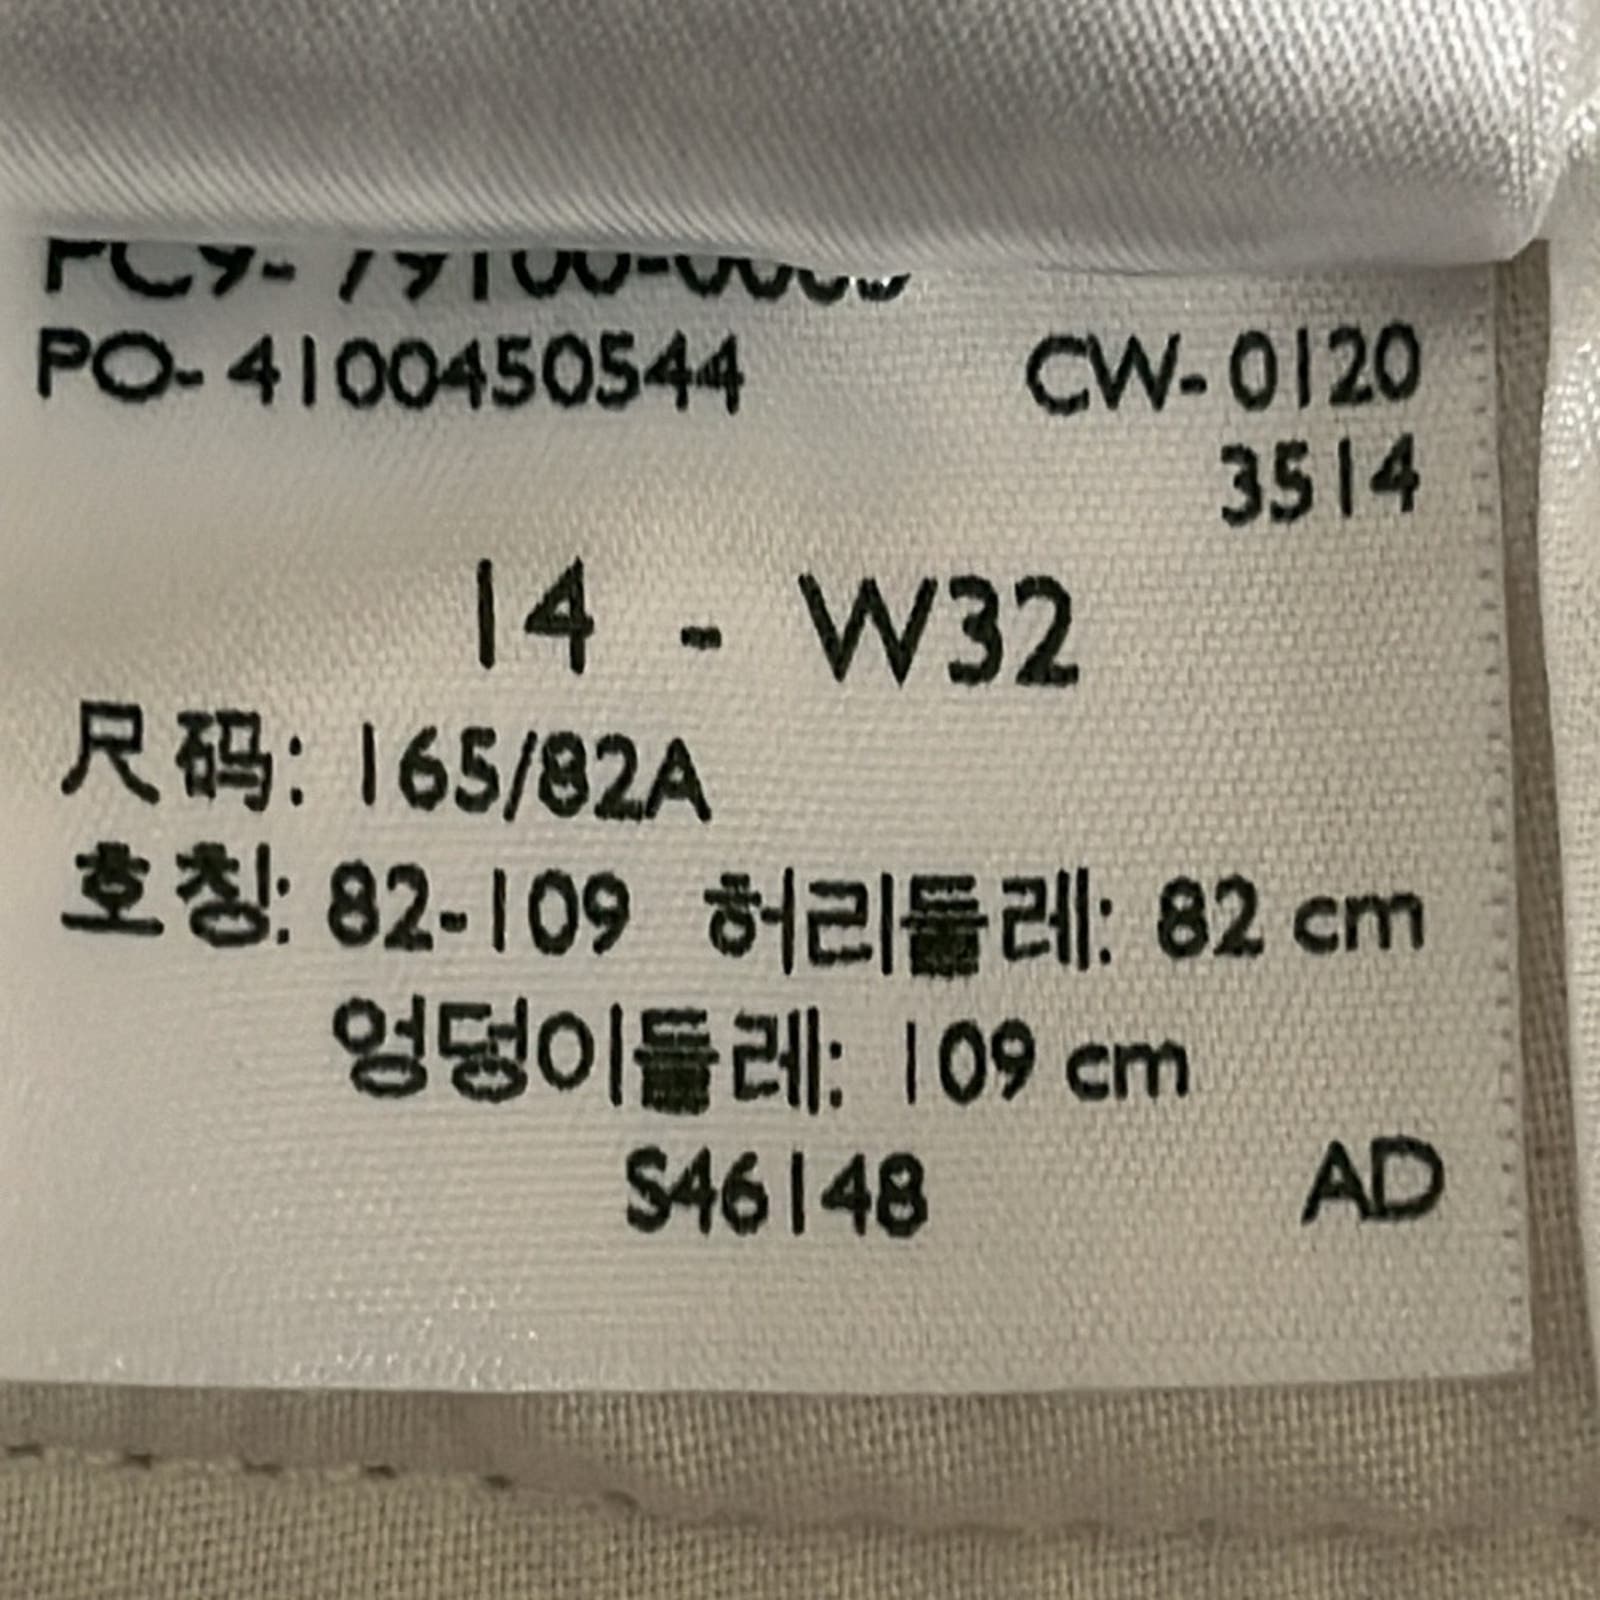 PO- 4100450544 CW- 0120
3514
14 - W32
尺码: 165/82A
호칭: 82-109 허리둘레: 82 cm
엉덩이둘레: 109 cm
S46148 AD